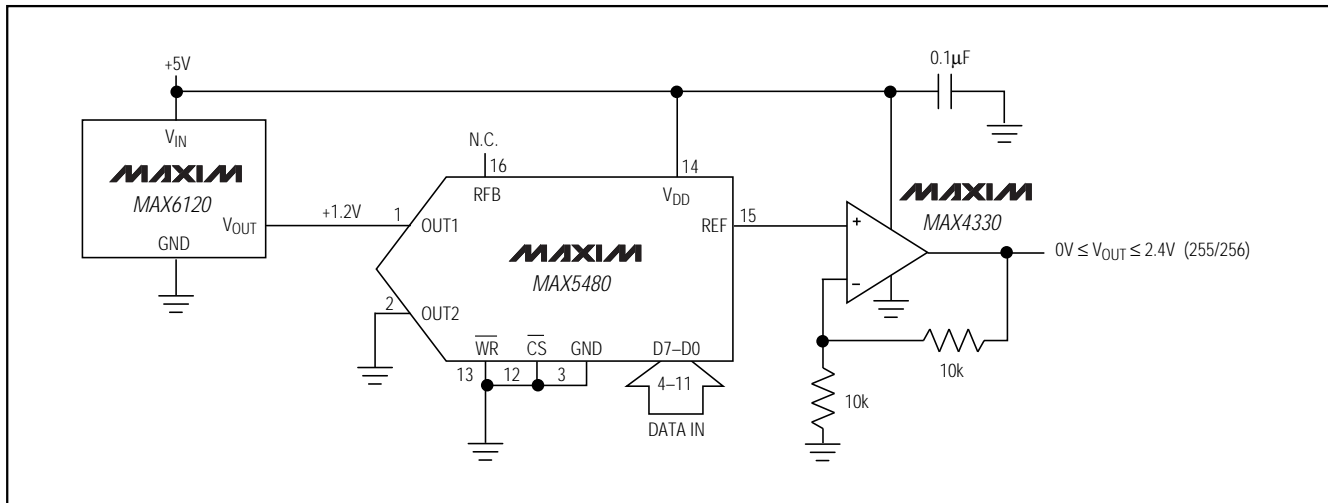 +5V
0.1µF
VIN
MAXIM
MAX6120
VOUT
GND
+1.2V
N.C.
16
RFB
14
VDD
1
OUT1
REF
15
MAXIM
MAX5480
2
OUT2
WR
CS
GND
D7–D0
13
12
3
4–11
DATA IN
MAXIM
MAX4330
+
−
0V ≤ VOUT ≤ 2.4V (255/256)
10k
10k